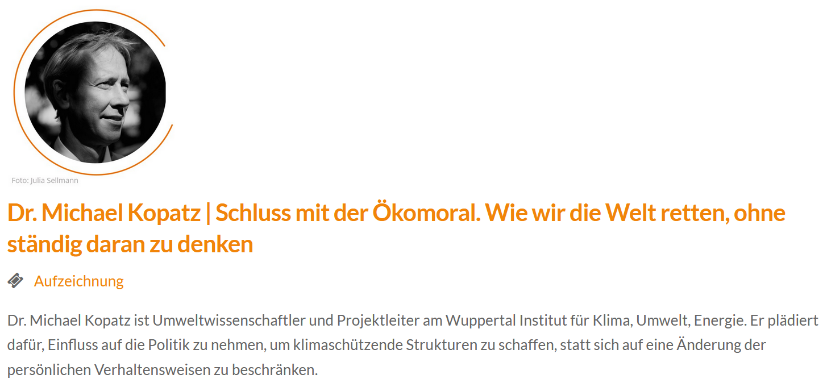 Foto: Julia Sellmann
Dr. Michael Kopatz | Schluss mit der Ökomoral. Wie wir die Welt retten, ohne
ständig daran zu denken
Aufzeichnung
Dr. Michael Kopatz ist Umweltwissenschaftler und Projektleiter am Wuppertal Institut für Klima, Umwelt, Energie. Er plädiert
dafür, Einfluss auf die Politik zu nehmen, um klimaschützende Strukturen zu schaffen, statt sich auf eine Änderung der
persönlichen Verhaltensweisen zu beschränken.